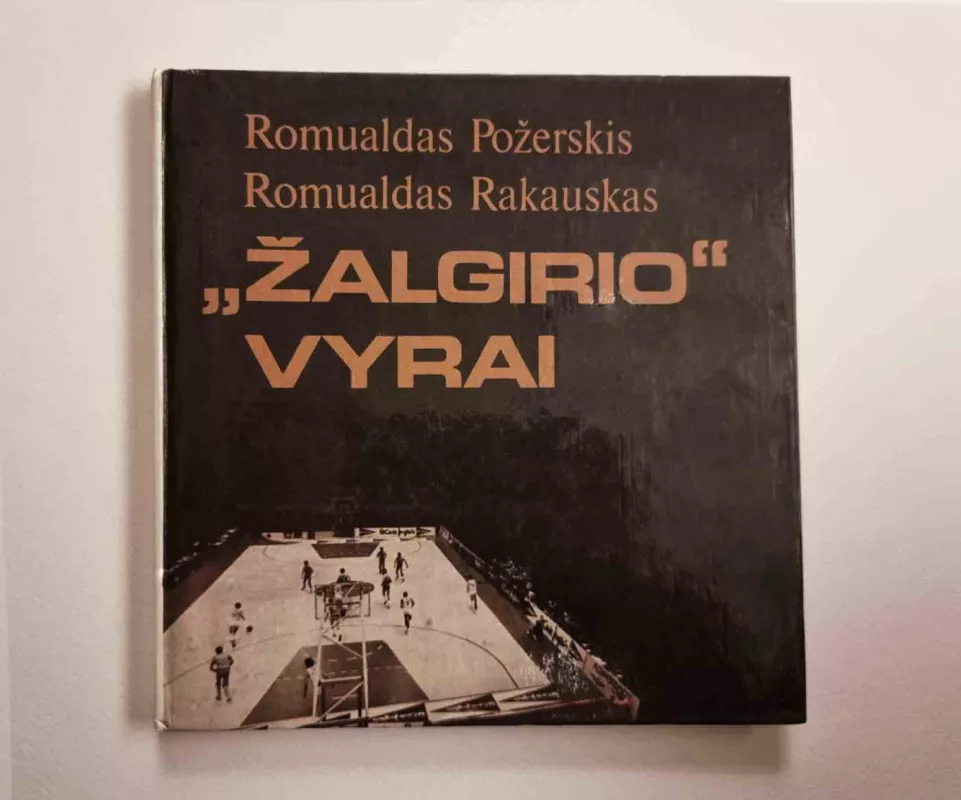 Romualdas Požerskis
Romualdas Rakauskas
„ŽALGIRIO“
VYRAI